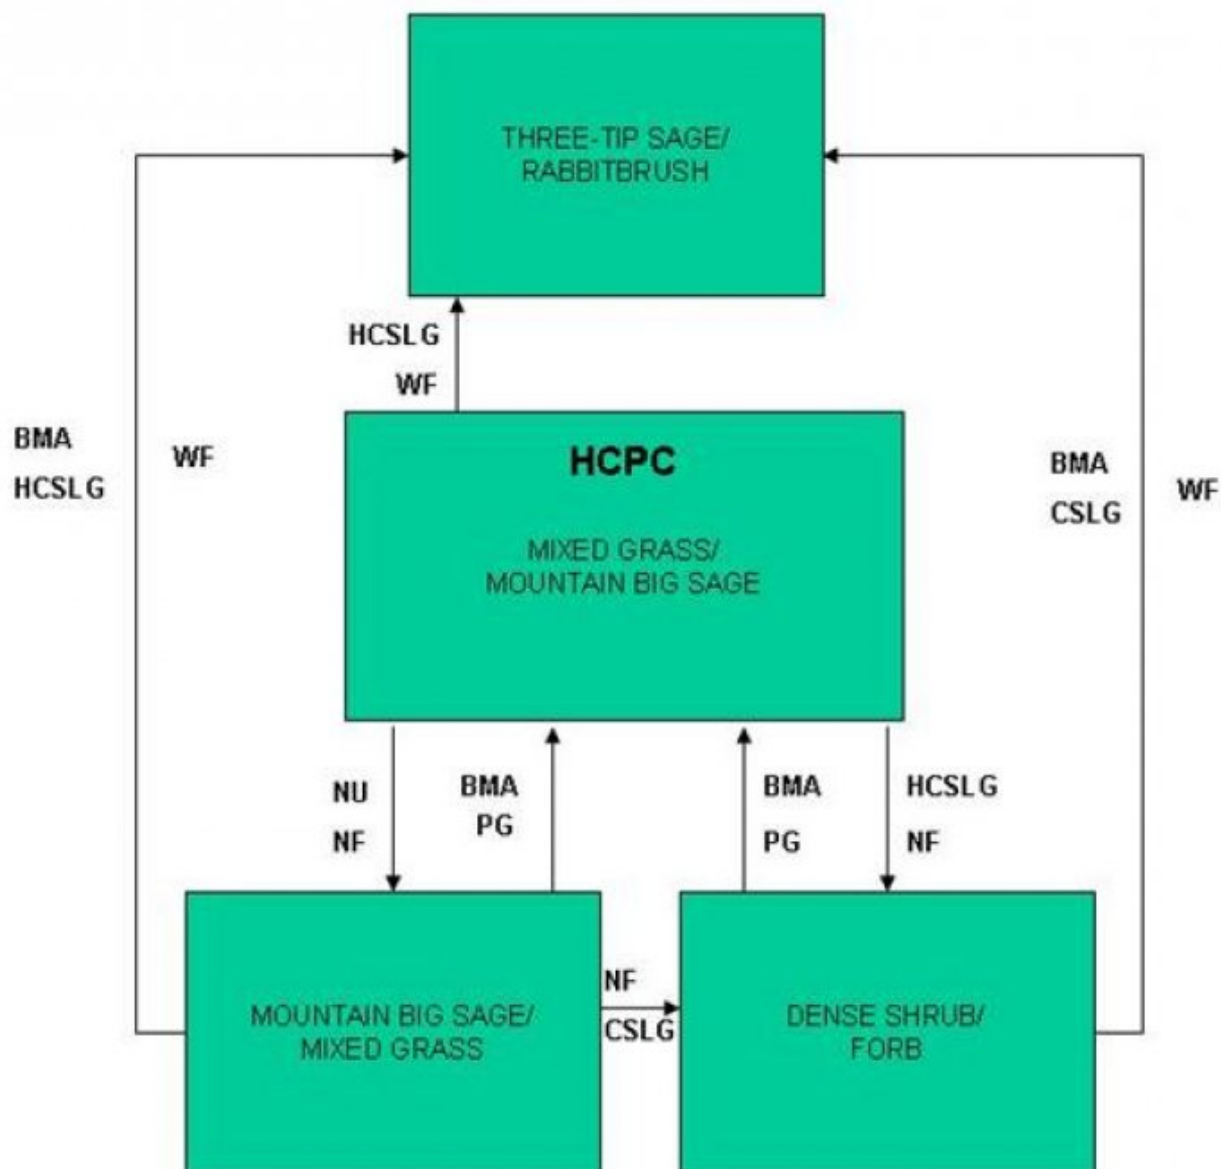 THREE-TIP SAGE/
RABBITBRUSH
HCSLG
WF
BMA
HCSLG
WF
HCPC
MIXED GRASS/
MOUNTAIN BIG SAGE
BMA
CSLG
WF
NU
NF
BMA
PG
BMA
PG
HCSLG
NF
MOUNTAIN BIG SAGE/
MIXED GRASS
NF
CSLG
DENSE SHRUB/
FORB